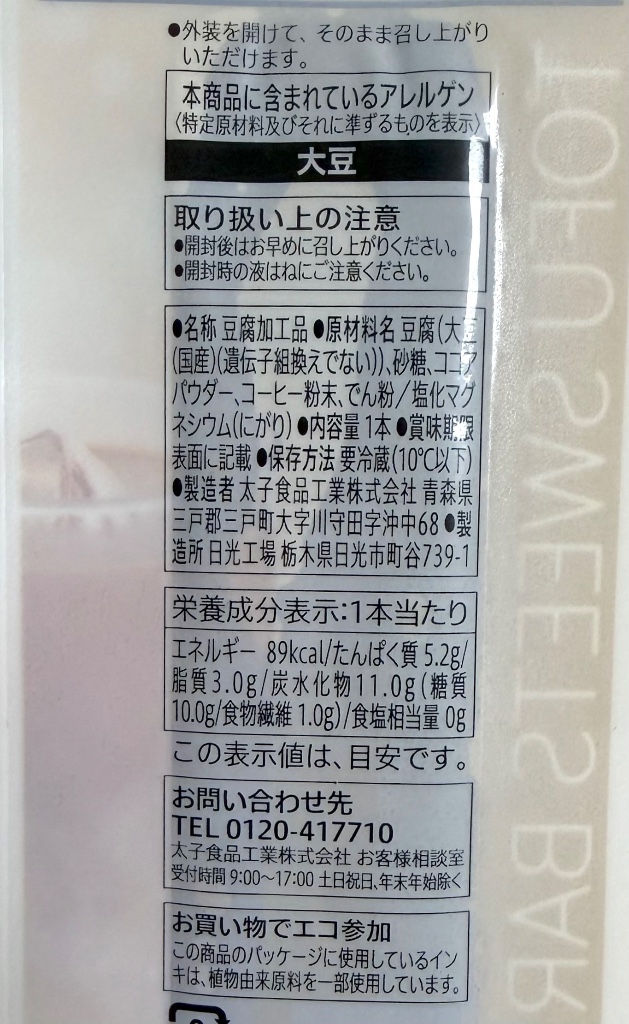 ●外装を開けて、そのまま召し上がり
いただけます。
本商品に含まれているアレルゲン
〈特定原材料及びそれに準ずるものを表示〉
大豆
取り扱い上の注意
●開封後はお早めに召し上がりください。
●開封時の液はねにご注意ください。
●名称 豆腐加工品 ●原材料名 豆腐(大豆
(国産)(遺伝子組換えでない))、砂糖、ココア
パウダー、コーヒー粉末、でん粉／塩化マグ
ネシウム(にがり) ●内容量 1本 ●賞味期限
表面に記載 ●保存方法 要冷蔵(10℃以下)
●製造者 太子食品工業株式会社 青森県
三戸郡三戸町大字川守田字沖中68 ●製
造所 日光工場 栃木県日光市町谷739-1
栄養成分表示：1本当たり
エネルギー 89kcal/たんぱく質 5.2g/
脂質3.0g/炭水化物11.0g(糖質
10.0g/食物繊維 1.0g)/食塩相当量 0g
この表示値は、目安です。
お問い合わせ先
TEL 0120-417710
太子食品工業株式会社 お客様相談室
受付時間 9:00～17:00 土日祝日、年末年始除く
お買い物でエコ参加
この商品のパッケージに使用しているイン
キは、植物由来原料を一部使用しています。
TOFU SWEETS BAR